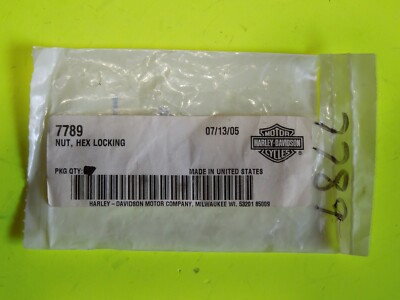 7789
07/13/05
NUT, HEX LOCKING
MOTOR
HARLEY-DAVIDSON
CYCLES
PKG QTY
MADE IN UNITED STATES
HARLEY-DAVIDSON MOTOR COMPANY, MILWAUKEE WI. 53201 89009
7789